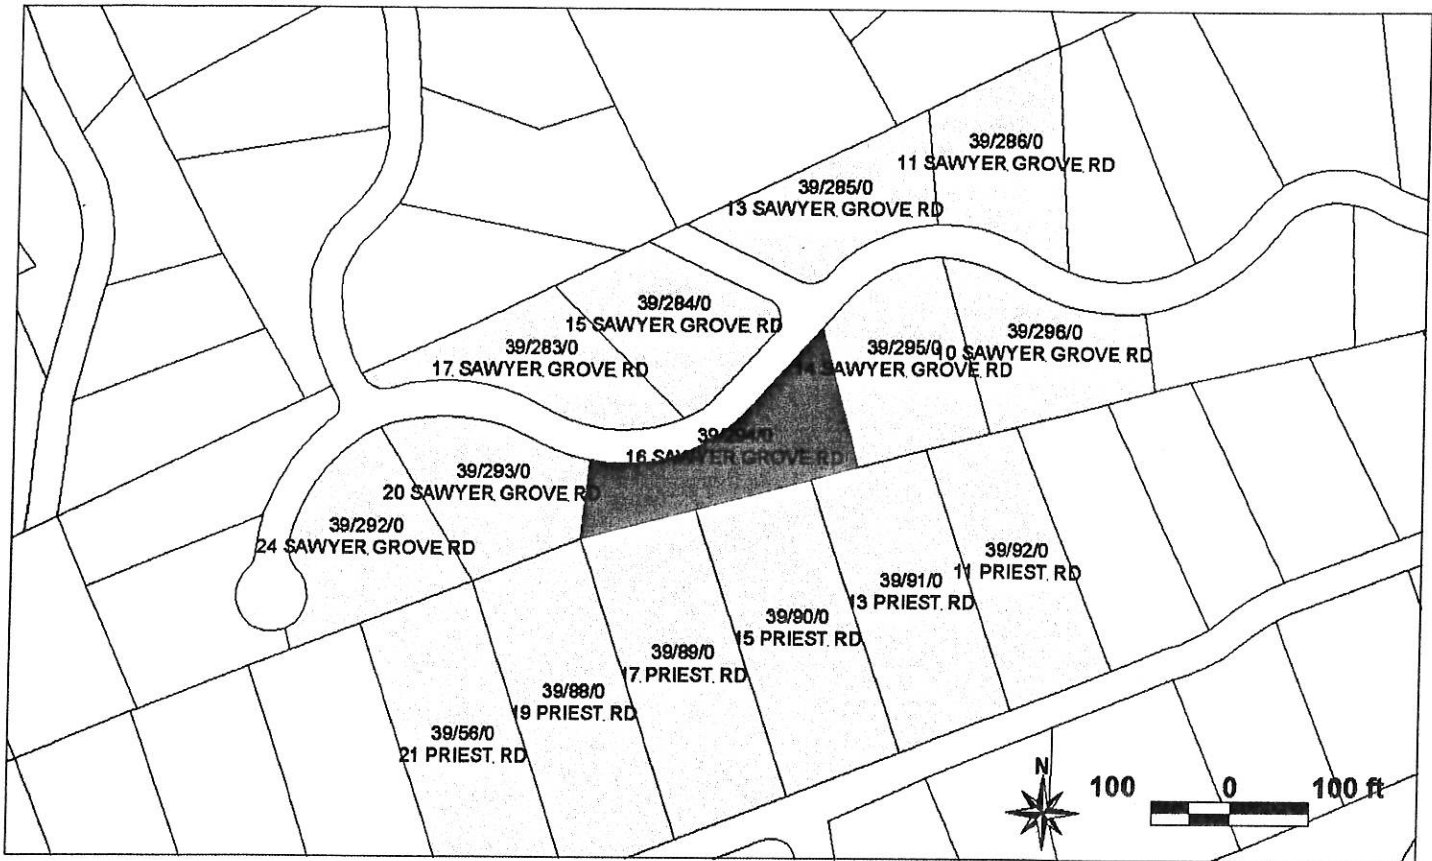 39/286/0
11 SAWYER GROVE RD
39/285/0
13 SAWYER GROVE RD
39/284/0
15 SAWYER GROVE RD
39/283/0
17 SAWYER GROVE RD
39/296/0
10 SAWYER GROVE RD
39/295/0
14 SAWYER GROVE RD
39/294/0
16 SAWYER GROVE RD
39/293/0
20 SAWYER GROVE RD
39/292/0
24 SAWYER GROVE RD
39/92/0
11 PRIEST RD
39/91/0
13 PRIEST RD
39/90/0
15 PRIEST RD
39/89/0
17 PRIEST RD
39/88/0
19 PRIEST RD
39/56/0
21 PRIEST RD
N
100 0 100 ft